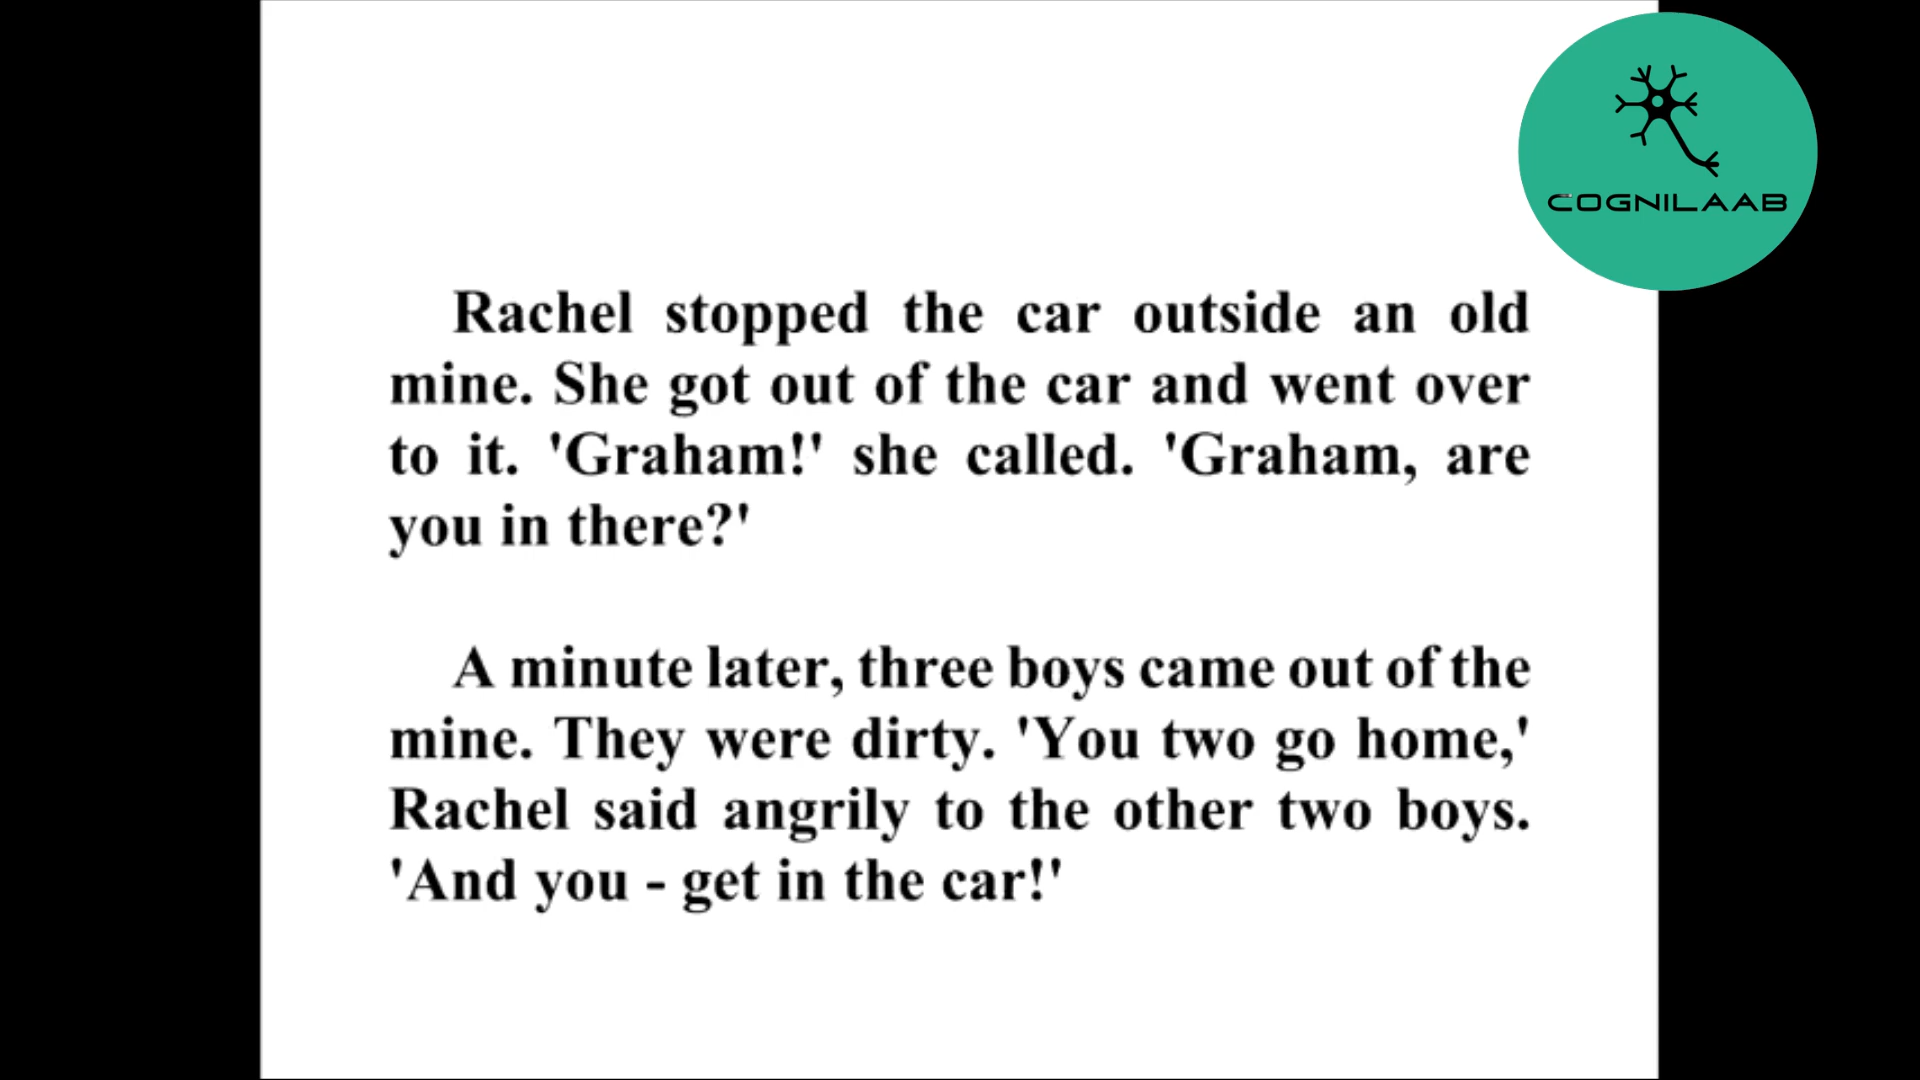 COGNILAAB
Rachel stopped the car outside an old
mine. She got out of the car and went over
to it. 'Graham!' she called. 'Graham, are
you in there?'
A minute later, three boys came out of the
mine. They were dirty. 'You two go home,'
Rachel said angrily to the other two boys.
'And you - get in the car!'